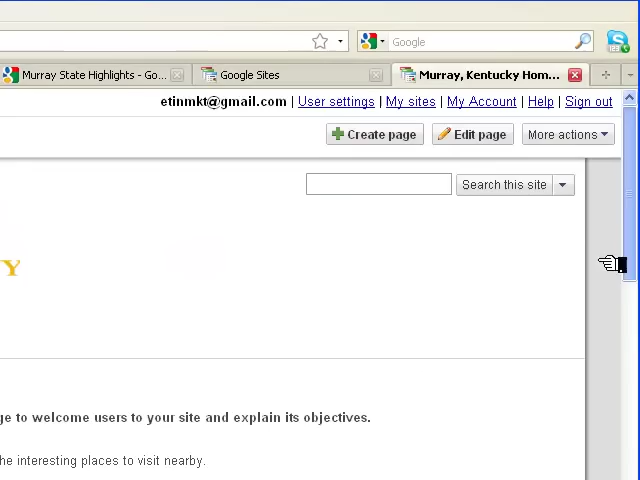 Google
Murray State Highlights - Go...
Google Sites
Murray, Kentucky Hom...
etinmkt@gmail.com | User settings | My sites | My Account | Help | Sign out
Create page
Edit page
More actions
Search this site
Y
ge to welcome users to your site and explain its objectives.
he interesting places to visit nearby.